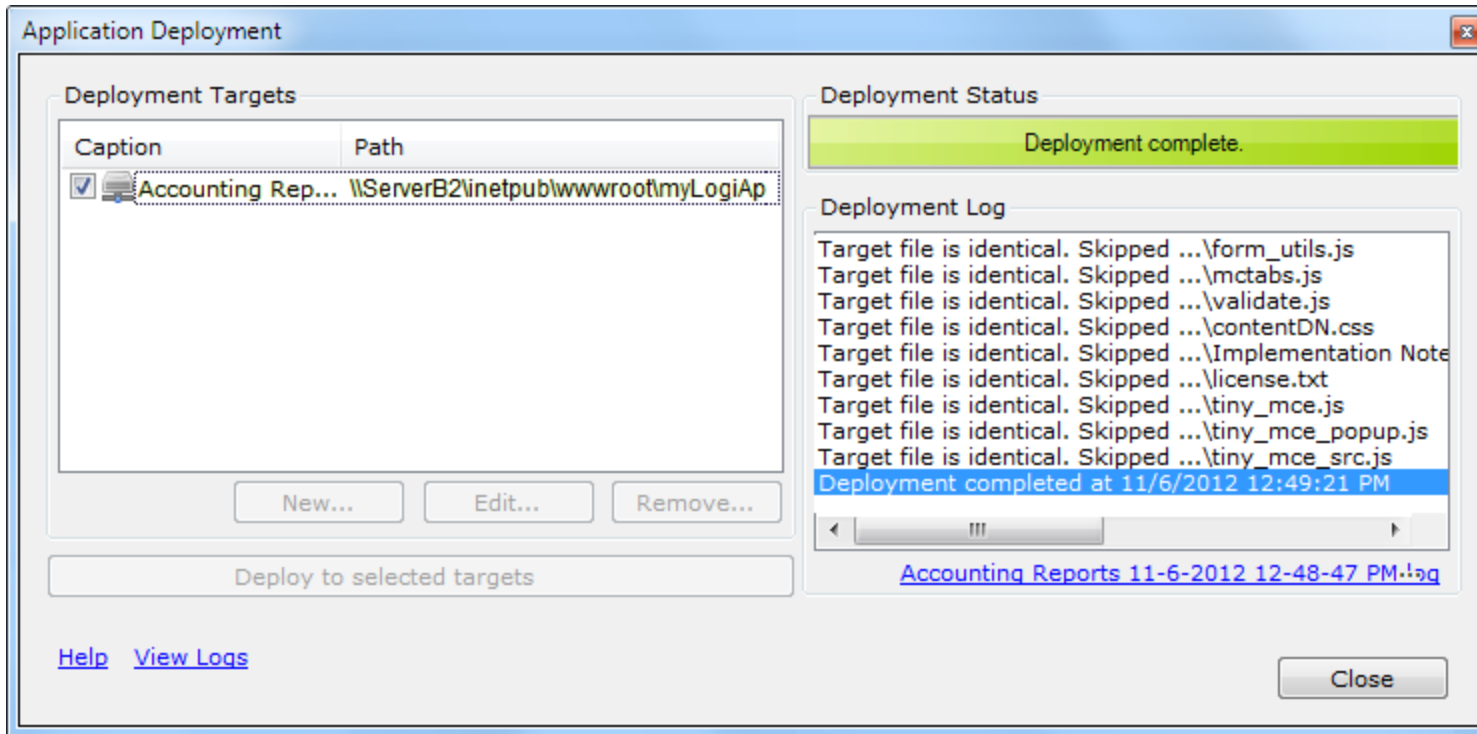 Application Deployment
Deployment Targets
Caption Path
Accounting Rep... \\ServerB2\inetpub\wwwroot\myLogiAp
New... Edit... Remove...
Deploy to selected targets
Help View Logs
Deployment Status
Deployment complete.
Deployment Log
Target file is identical. Skipped ...\form_utils.js
Target file is identical. Skipped ...\mctabs.js
Target file is identical. Skipped ...\validate.js
Target file is identical. Skipped ...\contentDN.css
Target file is identical. Skipped ...\Implementation Note
Target file is identical. Skipped ...\license.txt
Target file is identical. Skipped ...\tiny_mce.js
Target file is identical. Skipped ...\tiny_mce_popup.js
Target file is identical. Skipped ...\tiny_mce_src.js
Deployment completed at 11/6/2012 12:49:21 PM
Accounting Reports 11-6-2012 12-48-47 PM.log
Close